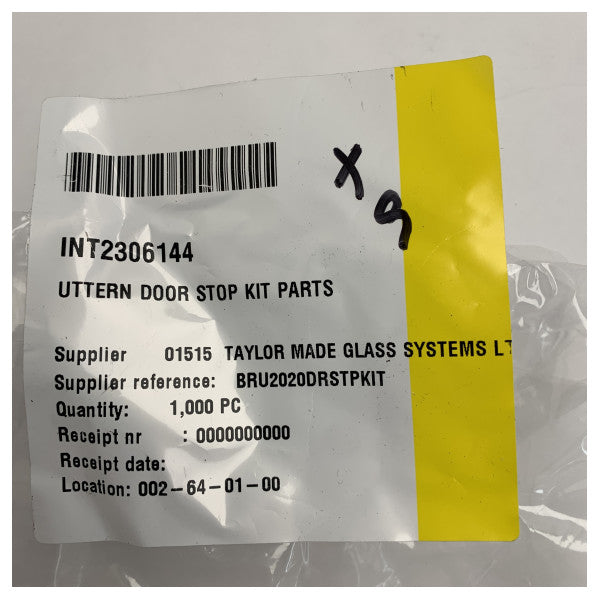 X 9
INT2306144
UTTERN DOOR STOP KIT PARTS
Supplier 01515 TAYLOR MADE GLASS SYSTEMS LT
Supplier reference: BRU2020DRSTPKIT
Quantity: 1,000 PC
Receipt nr : 0000000000
Receipt date:
Location: 002-64-01-00